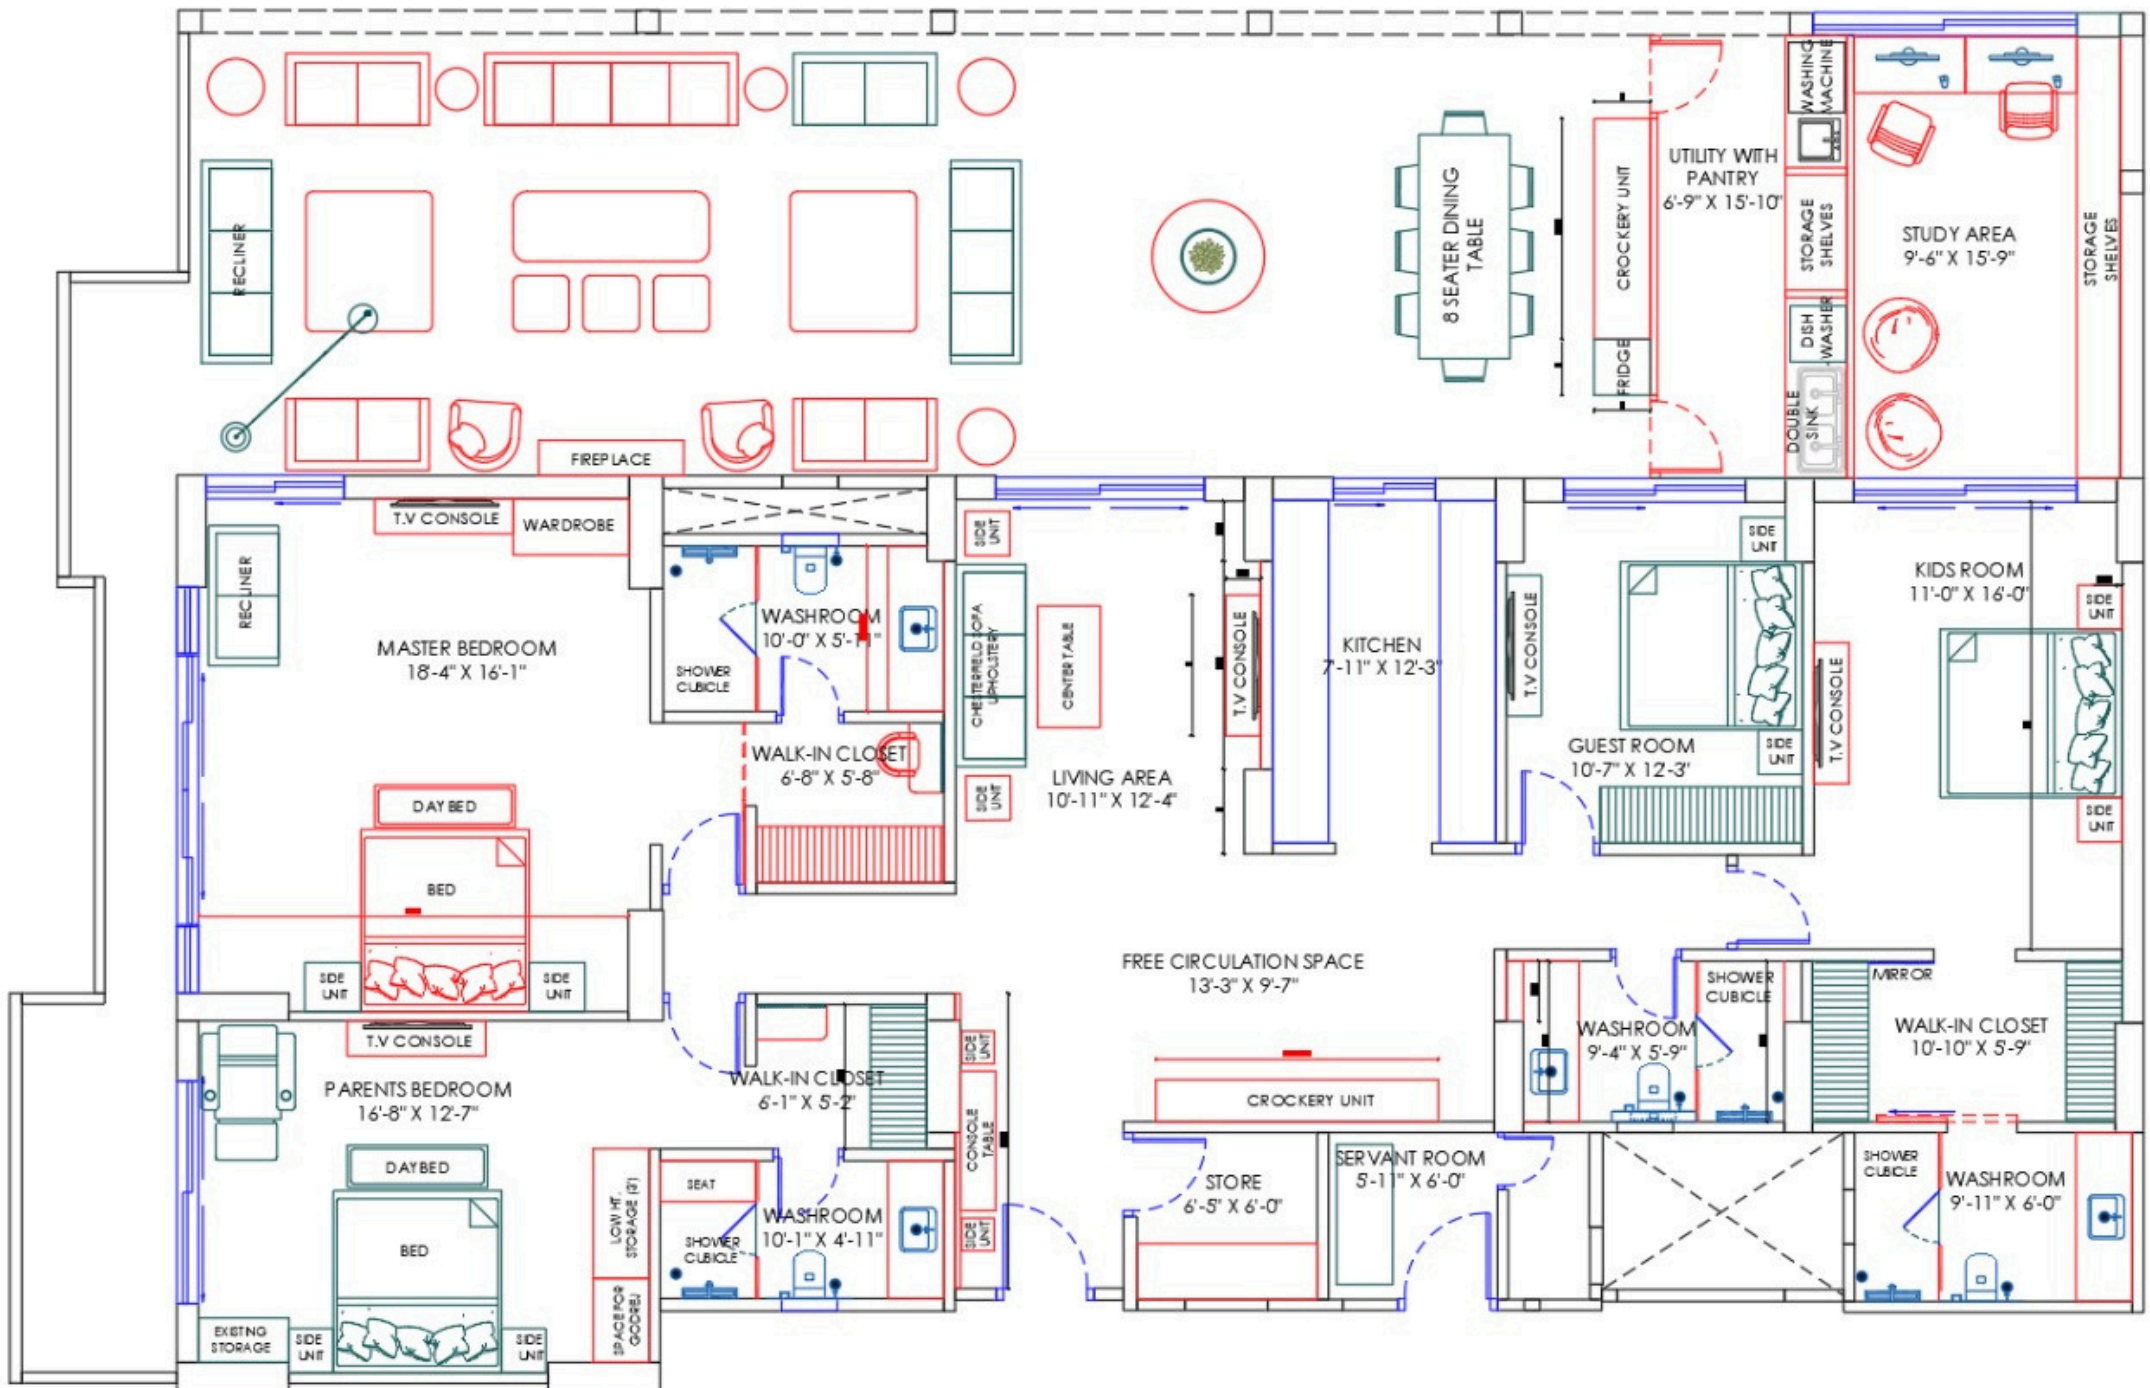 WASHING
MACHINE
RECLINER
8 SEATER DINING
TABLE
CROCKERY UNIT
FRIDGE
UTILITY WITH
PANTRY
6'-9" X 15'-10"
STORAGE
SHELVES
DISH
WASHER
DOUBLE
SINK
STUDY AREA
9'-6" X 15'-9"
STORAGE
SHELVES
FIREPLACE
T.V CONSOLE
WARDROBE
RECLINER
MASTER BEDROOM
18'-4" X 16'-1"
WASHROOM
10'-0" X 5'-11"
SHOWER
CUBICLE
WALK-IN CLOSET
6'-8" X 5'-8"
SIDE
UNIT
CHESTERFIELD SOFA
UPHOLSTERY
CENTER TABLE
SIDE
UNIT
LIVING AREA
10'-11" X 12'-4"
T.V CONSOLE
KITCHEN
7'-11" X 12'-3"
T.V CONSOLE
SIDE
UNIT
GUEST ROOM
10'-7" X 12'-3"
SIDE
UNIT
KIDS ROOM
11'-0" X 16'-0"
SIDE
UNIT
T.V CONSOLE
SIDE
UNIT
DAYBED
BED
SIDE
UNIT
SIDE
UNIT
FREE CIRCULATION SPACE
13'-3" X 9'-7"
T.V CONSOLE
PARENTS BEDROOM
16'-8" X 12'-7"
WALK-IN CLOSET
6'-1" X 5'-2"
SIDE
UNIT
CONSOLE
TABLE
SIDE
UNIT
CROCKERY UNIT
WASHROOM
9'-4" X 5'-9"
SHOWER
CUBICLE
MIRROR
WALK-IN CLOSET
10'-10" X 5'-9"
DAYBED
BED
LOW HT.
STORAGE (3')
SPACE FOR
GODREJ
SEAT
SHOWER
CUBICLE
WASHROOM
10'-1" X 4'-11"
STORE
6'-5" X 6'-0"
SERVANT ROOM
5'-11" X 6'-0"
SHOWER
CUBICLE
WASHROOM
9'-11" X 6'-0"
EXISTING
STORAGE
SIDE
UNIT
SIDE
UNIT